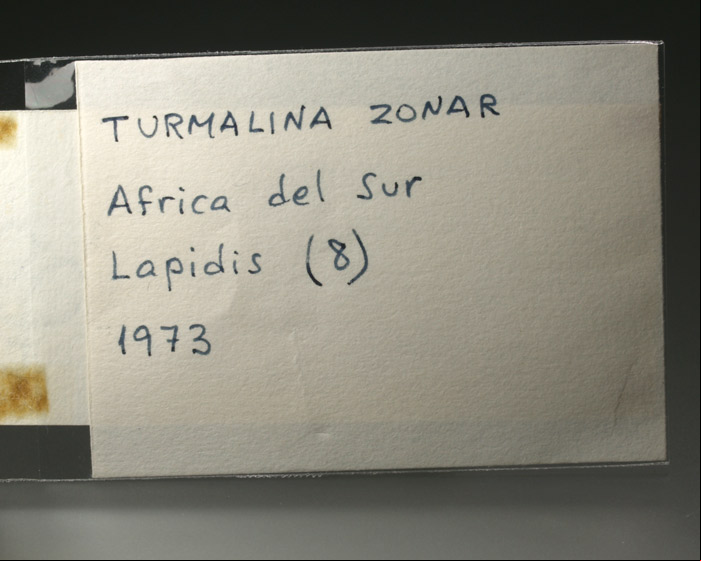 TURMALINA ZONAR
Africa del Sur
Lapidis (8)
1973